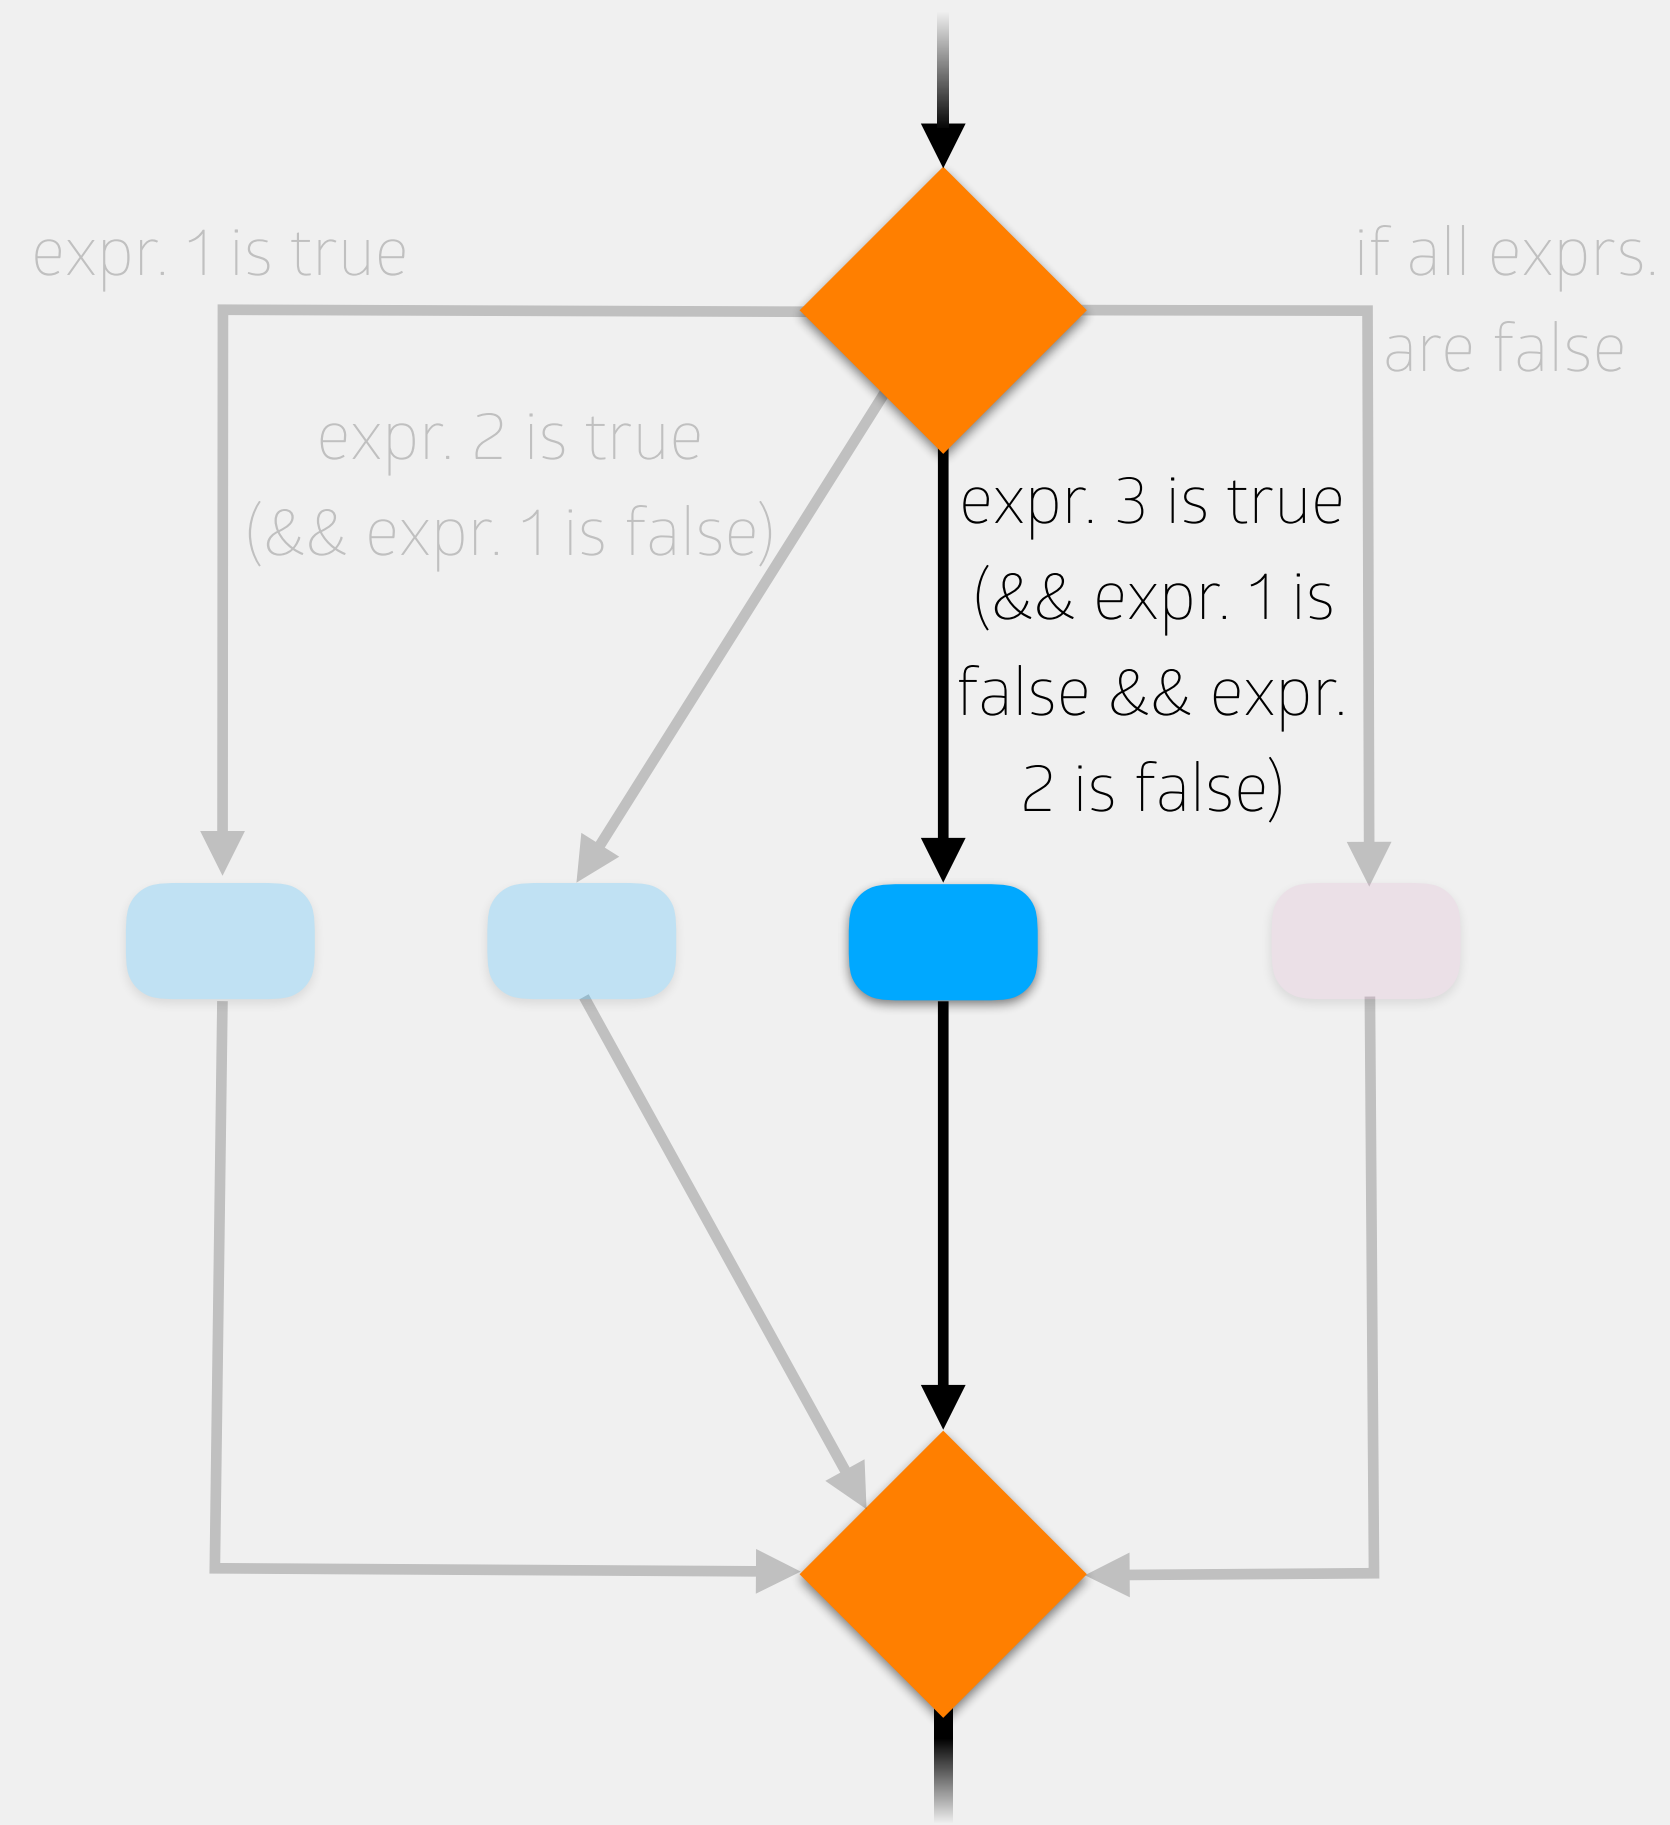 expr. 1 is true
if all exprs.
are false
expr. 2 is true
(&& expr. 1 is false)
expr. 3 is true
(&& expr. 1 is
false && expr.
2 is false)